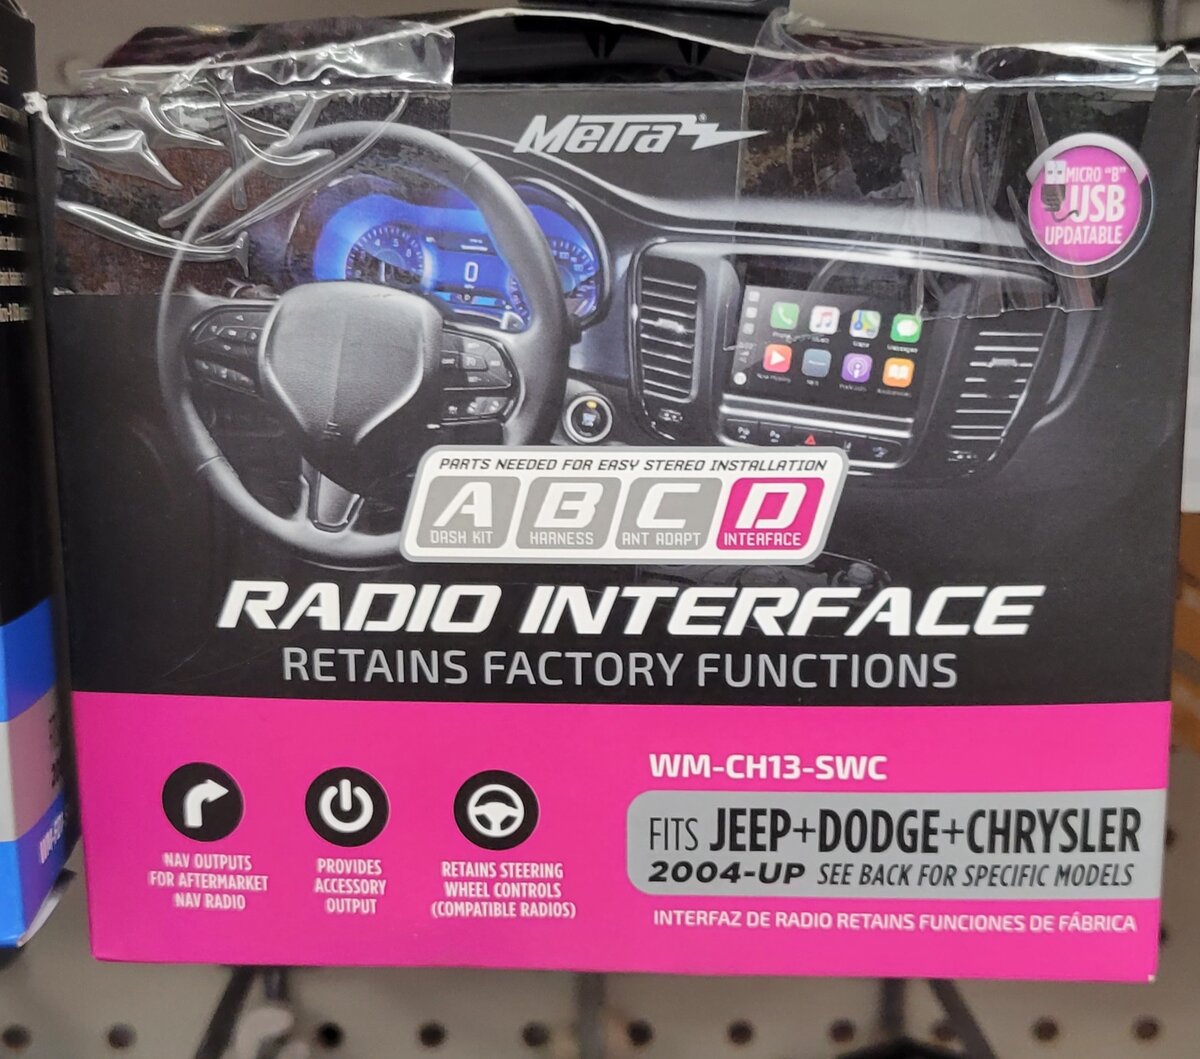 Metra
MICRO "B"
USB
UPDATABLE
0
PARTS NEEDED FOR EASY STEREO INSTALLATION
A B C D
DASH KIT HARNESS ANT ADAPT INTERFACE
RADIO INTERFACE
RETAINS FACTORY FUNCTIONS
WM-CH13-SWC
FITS JEEP+DODGE+CHRYSLER
2004-UP SEE BACK FOR SPECIFIC MODELS
INTERFAZ DE RADIO RETAINS FUNCIONES DE FÁBRICA
NAV OUTPUTS
FOR AFTERMARKET
NAV RADIO
PROVIDES
ACCESSORY
OUTPUT
RETAINS STEERING
WHEEL CONTROLS
(COMPATIBLE RADIOS)